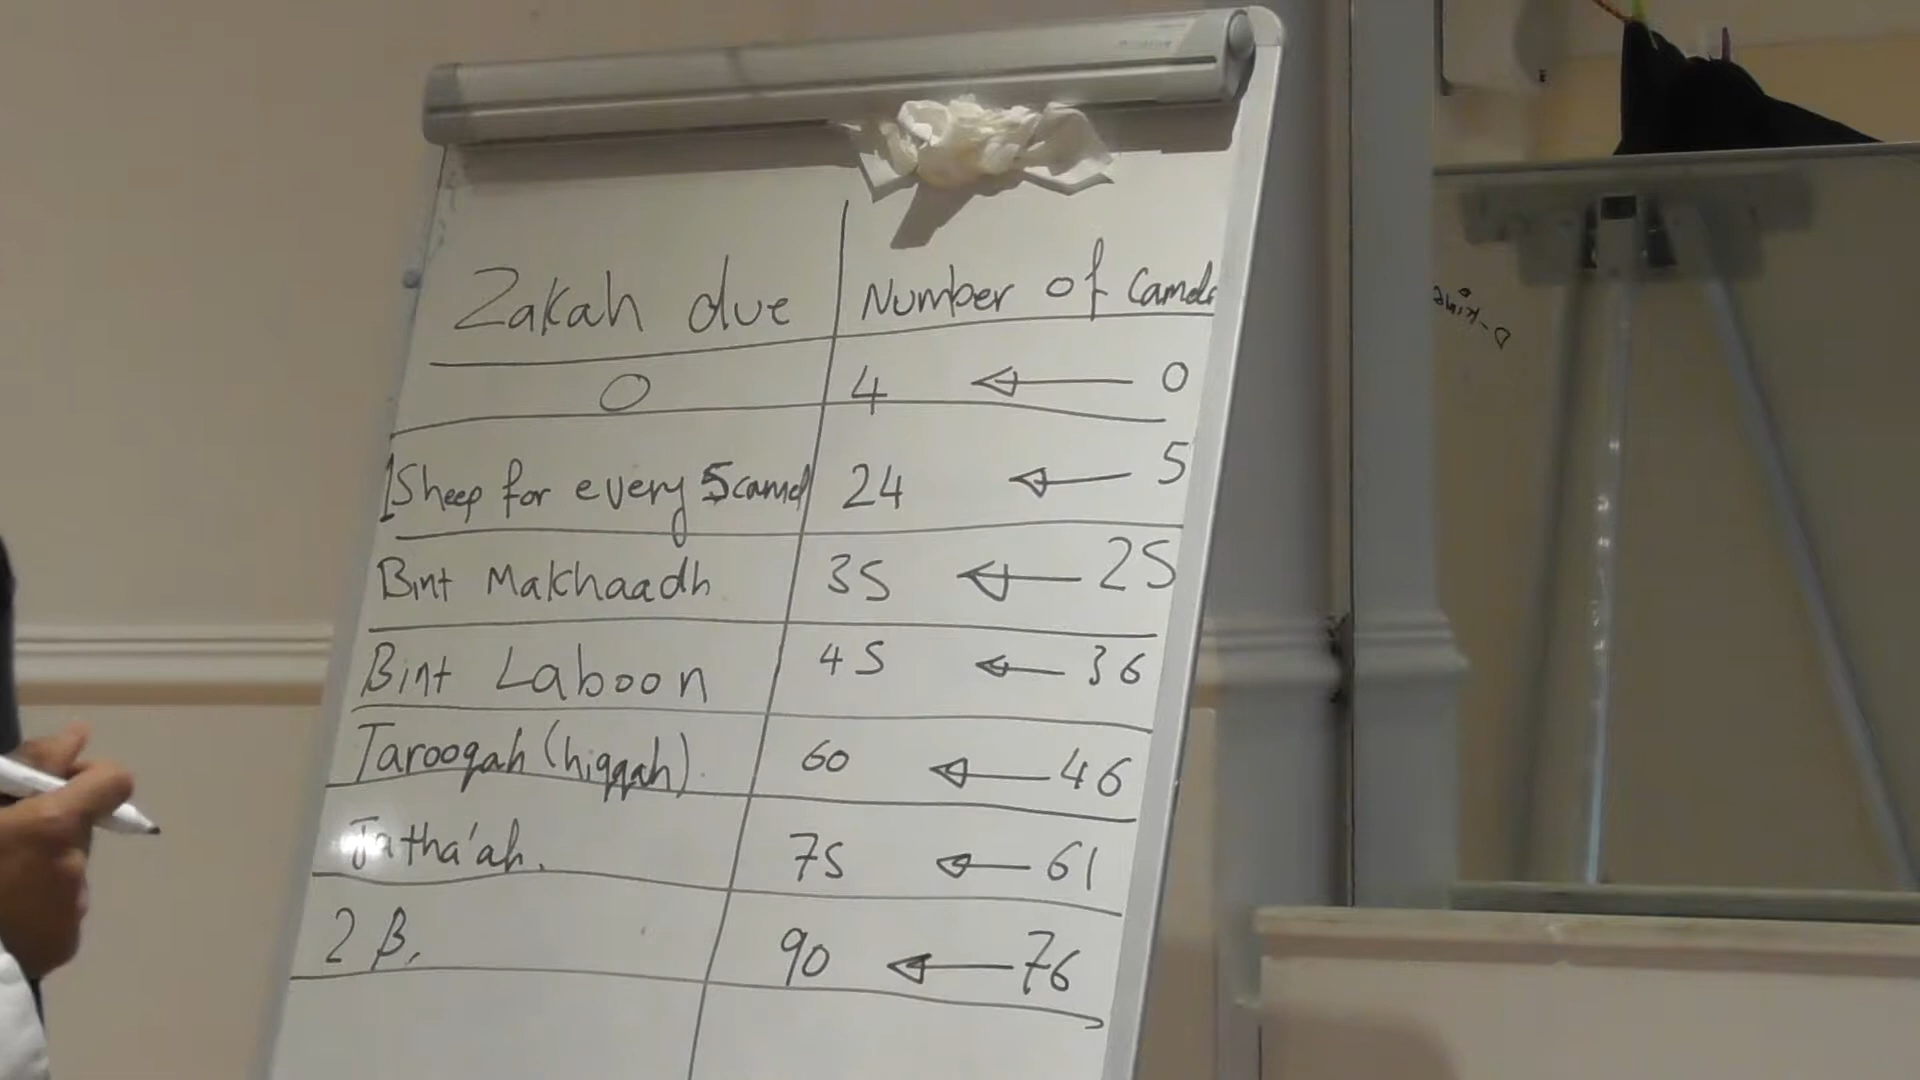 Zakah due Number of Camels
0 4 ← 0
1 Sheep for every 5 camel 24 ← 5
Bint Makhaadh 35 ← 25
Bint Laboon 45 ← 36
Tarooqah (hiqqah). 60 ← 46
Jatha'ah. 75 ← 61
2 B. 90 ← 76